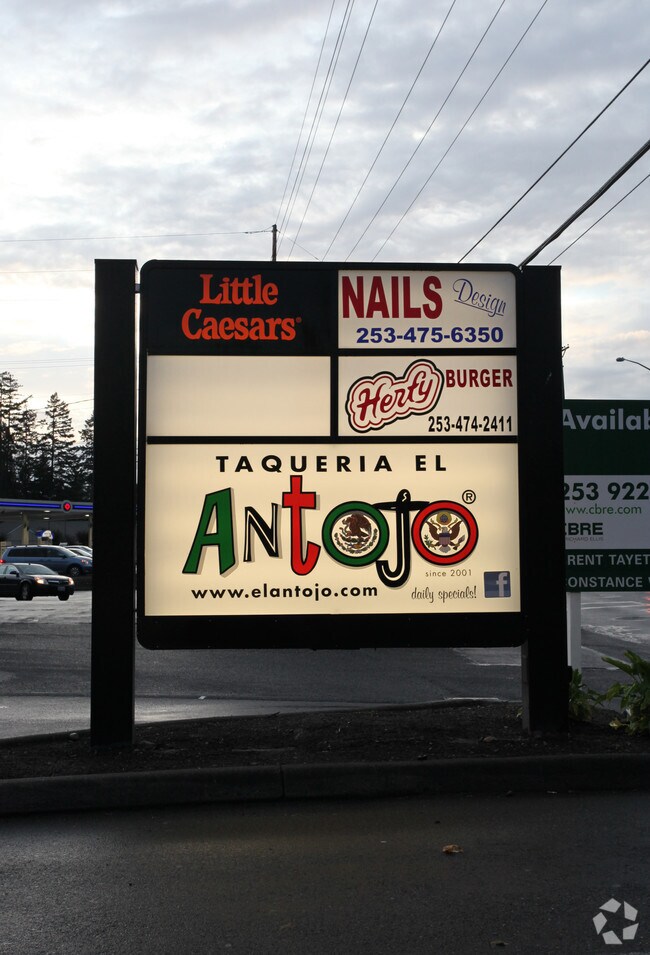 Little
Caesars®
NAILS Design
253-475-6350
Herfy BURGER
253-474-2411
TAQUERIA EL
ANTOJO®
since 2001
www.elantojo.com
daily specials!
f
Availab
253 922
www.cbre.com
CBRE
RENT TAYET
ONSTANCE W